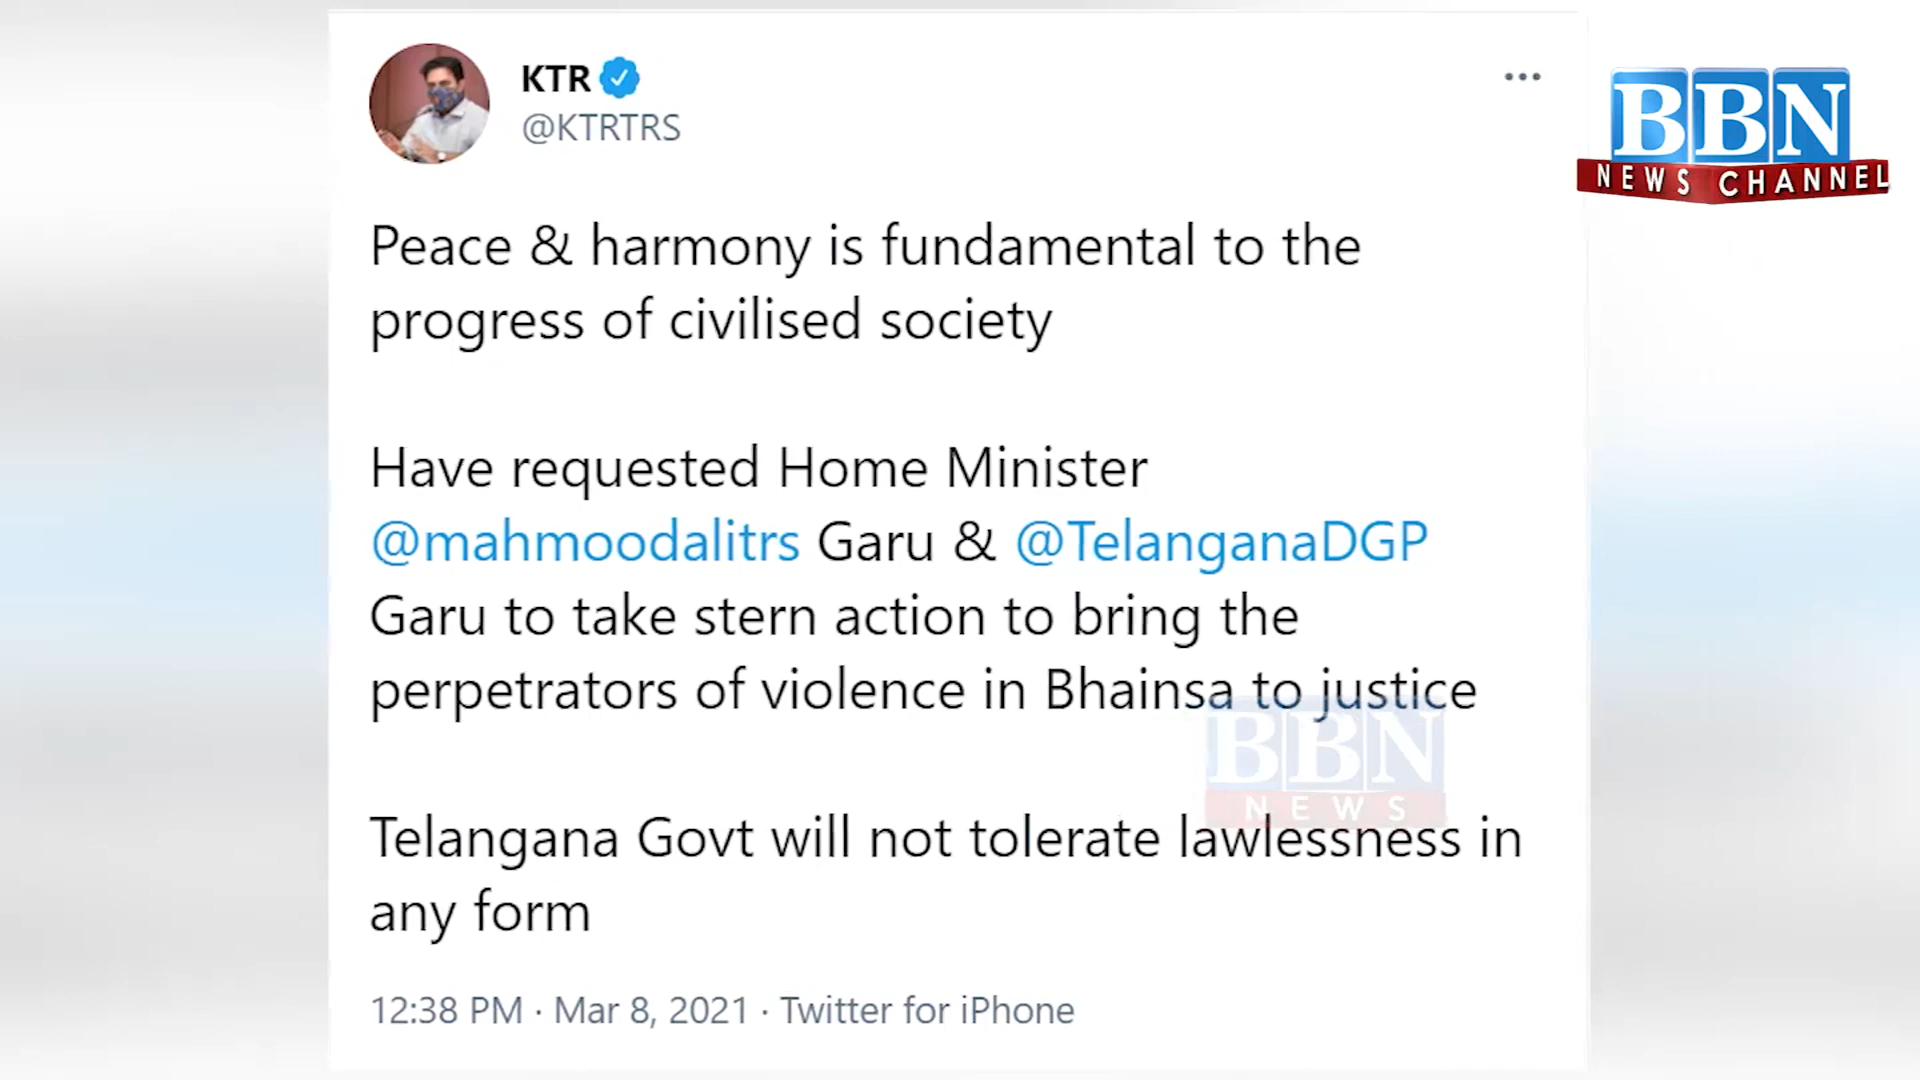 KTR
@KTRTRS
BBN
NEWS CHANNEL
Peace & harmony is fundamental to the
progress of civilised society
Have requested Home Minister
@mahmoodalitrs Garu & @TelanganaDGP
Garu to take stern action to bring the
perpetrators of violence in Bhainsa to justice
BBN
NEWS
Telangana Govt will not tolerate lawlessness in
any form
12:38 PM · Mar 8, 2021 · Twitter for iPhone